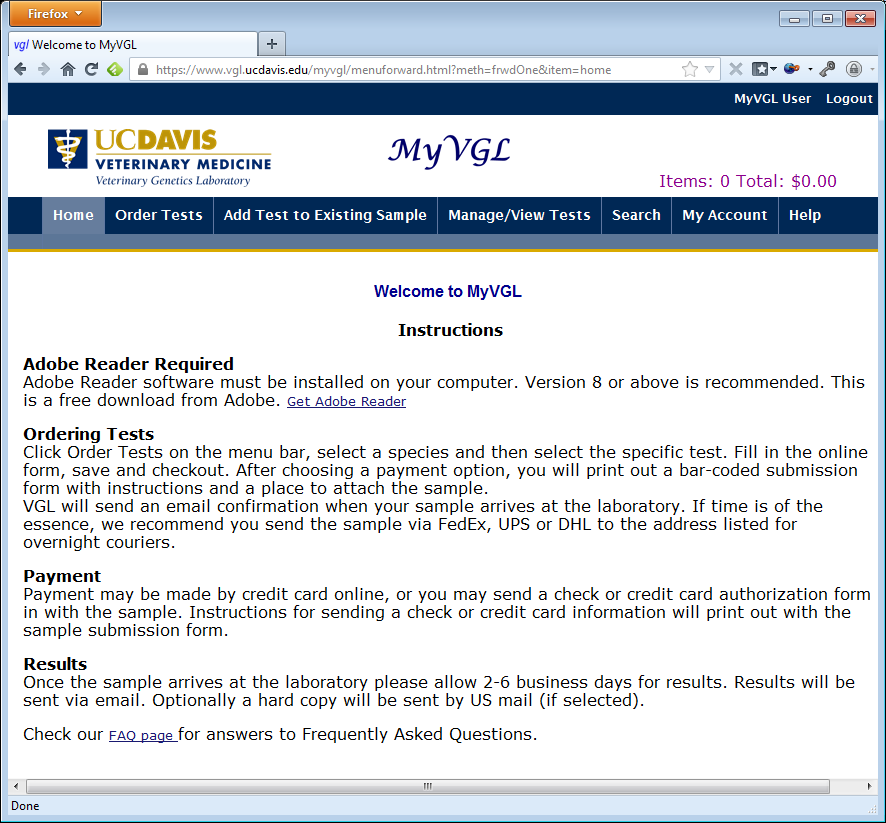 Firefox
vgl Welcome to MyVGL
https://www.vgl.ucdavis.edu/myvgl/menuforward.html?meth=frwdOne&item=home
MyVGL User Logout
UCDAVIS
VETERINARY MEDICINE
Veterinary Genetics Laboratory
MyVGL
Items: 0 Total: $0.00
Home Order Tests Add Test to Existing Sample Manage/View Tests Search My Account Help
Welcome to MyVGL
Instructions
Adobe Reader Required
Adobe Reader software must be installed on your computer. Version 8 or above is recommended. This
is a free download from Adobe. Get Adobe Reader
Ordering Tests
Click Order Tests on the menu bar, select a species and then select the specific test. Fill in the online
form, save and checkout. After choosing a payment option, you will print out a bar-coded submission
form with instructions and a place to attach the sample.
VGL will send an email confirmation when your sample arrives at the laboratory. If time is of the
essence, we recommend you send the sample via FedEx, UPS or DHL to the address listed for
overnight couriers.
Payment
Payment may be made by credit card online, or you may send a check or credit card authorization form
in with the sample. Instructions for sending a check or credit card information will print out with the
sample submission form.
Results
Once the sample arrives at the laboratory please allow 2-6 business days for results. Results will be
sent via email. Optionally a hard copy will be sent by US mail (if selected).
Check our FAQ page for answers to Frequently Asked Questions.
Done